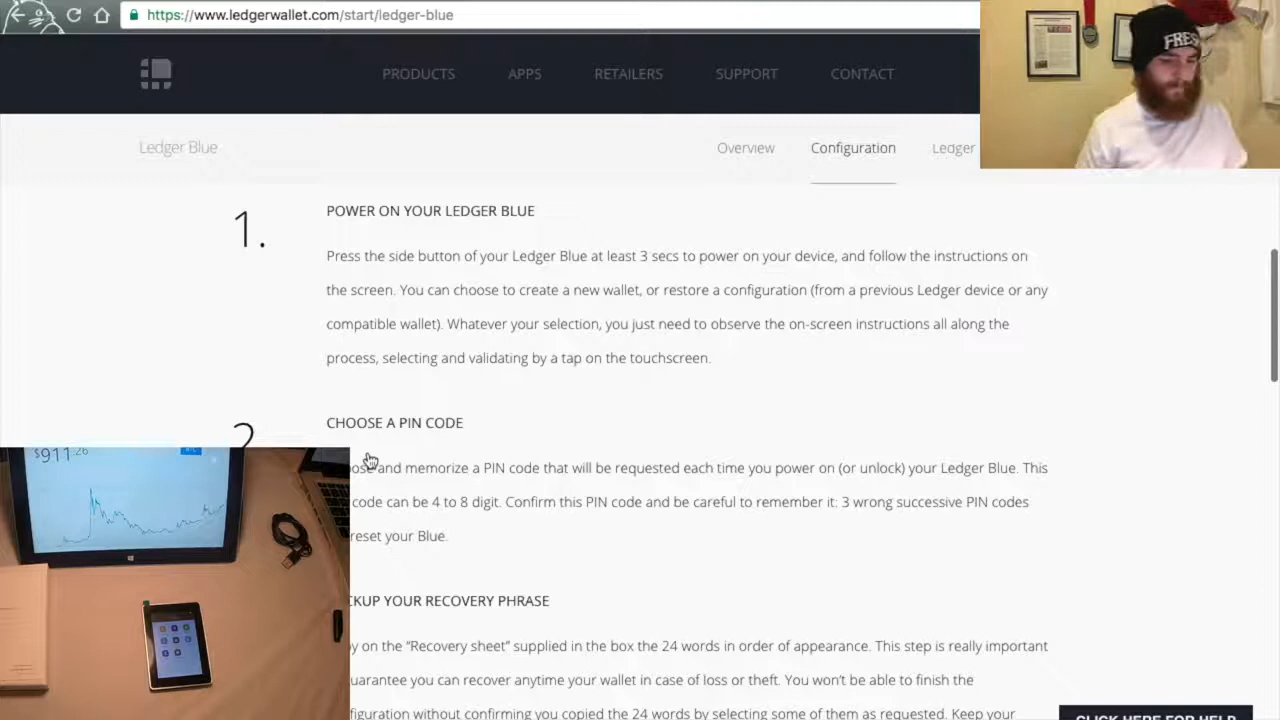 https://www.ledgerwallet.com/start/ledger-blue
PRODUCTS APPS RETAILERS SUPPORT CONTACT
FRES
Ledger Blue Overview Configuration Ledger
1. POWER ON YOUR LEDGER BLUE
Press the side button of your Ledger Blue at least 3 secs to power on your device, and follow the instructions on
the screen. You can choose to create a new wallet, or restore a configuration (from a previous Ledger device or any
compatible wallet). Whatever your selection, you just need to observe the on-screen instructions all along the
process, selecting and validating by a tap on the touchscreen.
2 CHOOSE A PIN CODE
$911.26
ose and memorize a PIN code that will be requested each time you power on (or unlock) your Ledger Blue. This
code can be 4 to 8 digit. Confirm this PIN code and be careful to remember it: 3 wrong successive PIN codes
reset your Blue.
CKUP YOUR RECOVERY PHRASE
y on the “Recovery sheet” supplied in the box the 24 words in order of appearance. This step is really important
uarantee you can recover anytime your wallet in case of loss or theft. You won’t be able to finish the
figuration without confirming you copied the 24 words by selecting some of them as requested. Keep your
CLICK HERE FOR HELP